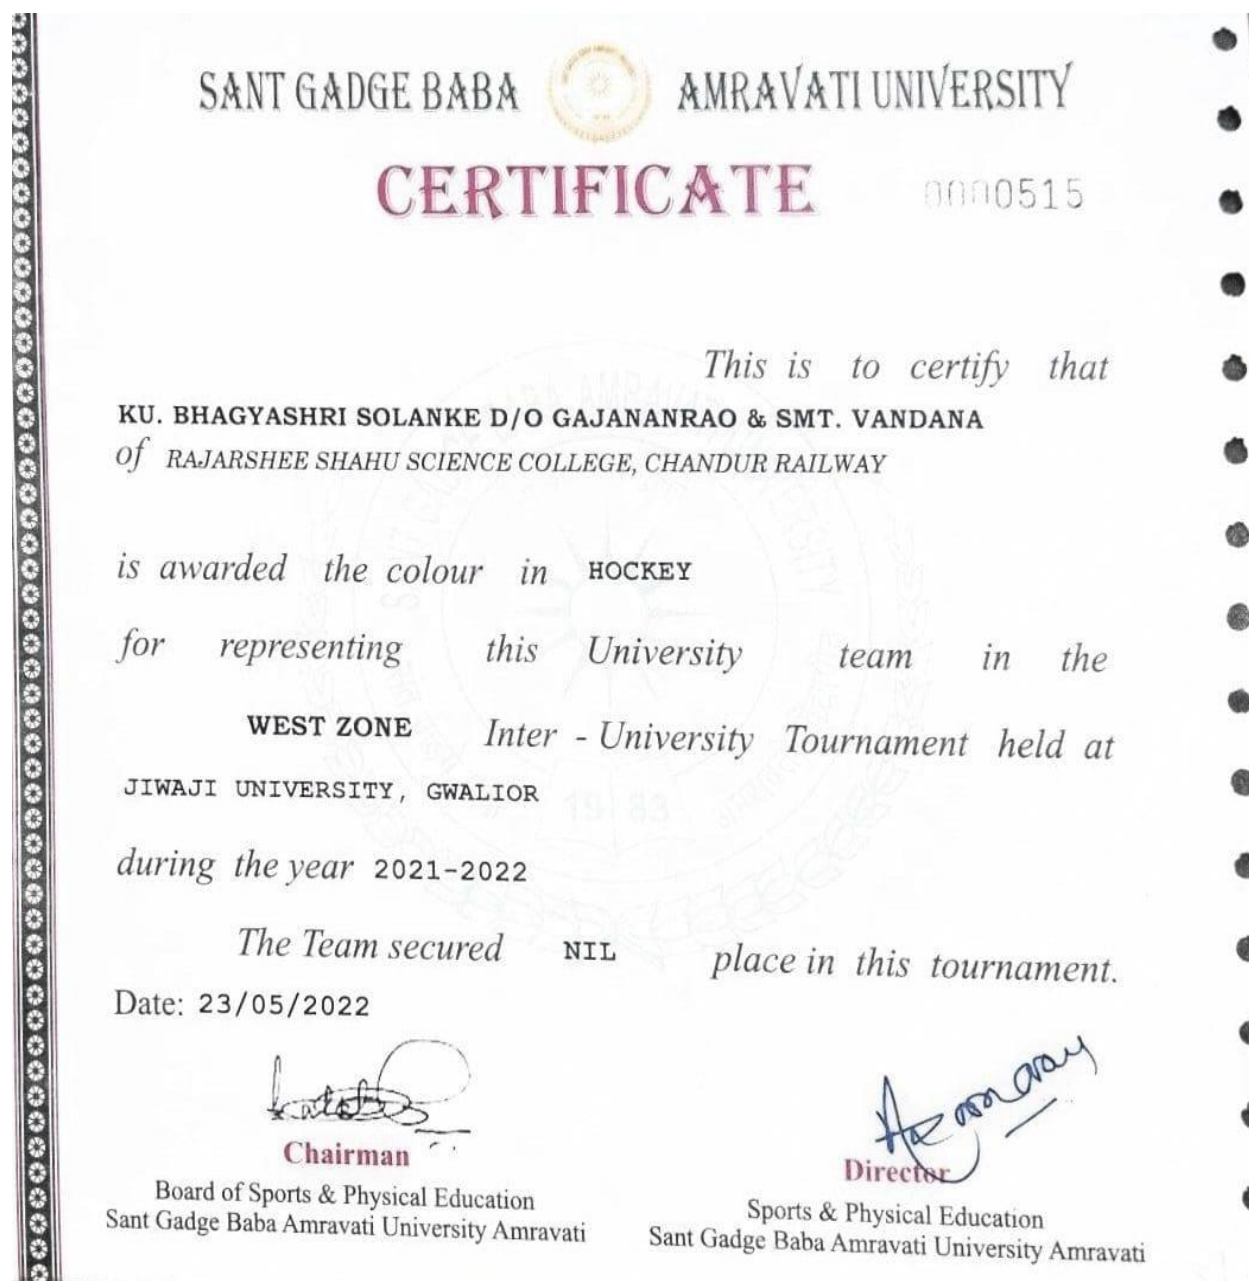 SANT GADGE BABA AMRAVATI UNIVERSITY
CERTIFICATE 0000515
This is to certify that
KU. BHAGYASHRI SOLANKE D/O GAJANANRAO & SMT. VANDANA
of RAJARSHEE SHAHU SCIENCE COLLEGE, CHANDUR RAILWAY
is awarded the colour in HOCKEY
for representing this University team in the
WEST ZONE Inter - University Tournament held at
JIWAJI UNIVERSITY, GWALIOR
1983
during the year 2021-2022
The Team secured NIL place in this tournament.
Date: 23/05/2022
Chairman
Director
Board of Sports & Physical Education
Sports & Physical Education
Sant Gadge Baba Amravati University Amravati
Sant Gadge Baba Amravati University Amravati